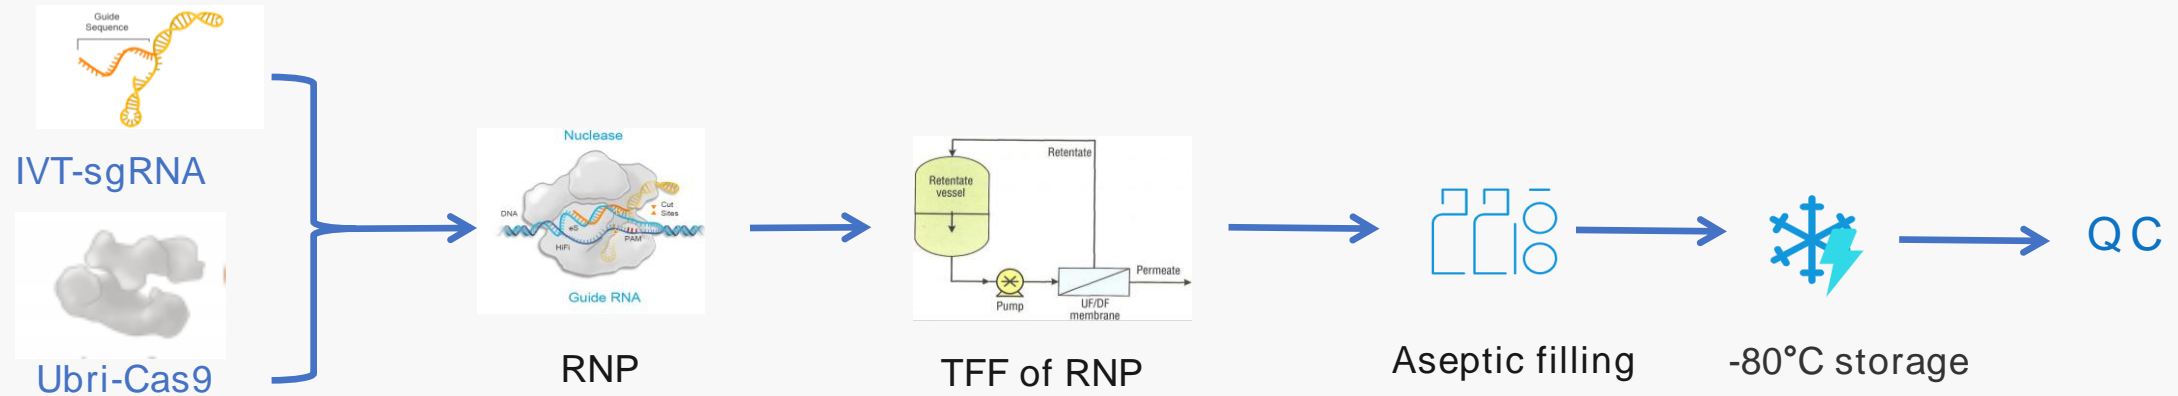 Guide
Sequence
IVT-sgRNA
Ubri-Cas9
Nuclease
DNA
Cut
Sites
eS
HiFi
PAM
Guide RNA
RNP
Retentate
Retentate
vessel
Pump
UF/DF
membrane
Permeate
TFF of RNP
Aseptic filling
-80°C storage
QC